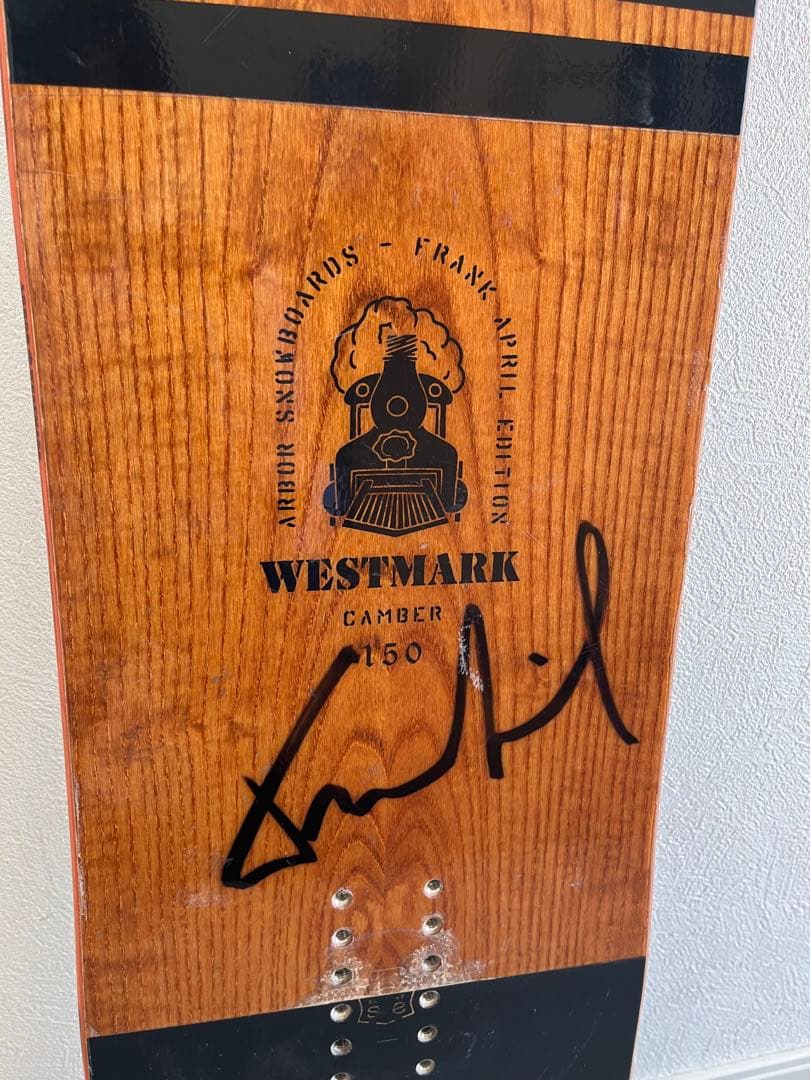 ARBOR SNOWBOARDS - FRANK APRIL EDITION
WESTMARK
CAMBER
150